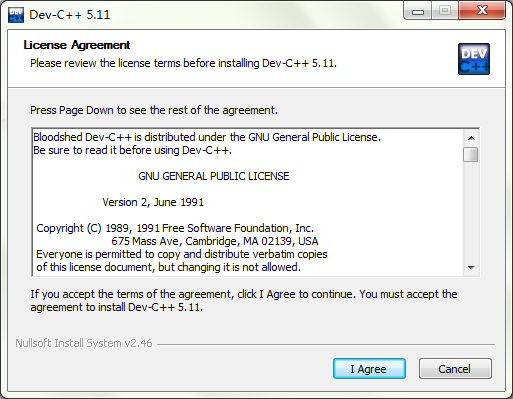 Dev-C++ 5.11
License Agreement
Please review the license terms before installing Dev-C++ 5.11.
DEV
C++
Press Page Down to see the rest of the agreement.
Bloodshed Dev-C++ is distributed under the GNU General Public License.
Be sure to read it before using Dev-C++.
GNU GENERAL PUBLIC LICENSE
Version 2, June 1991
Copyright (C) 1989, 1991 Free Software Foundation, Inc.
675 Mass Ave, Cambridge, MA 02139, USA
Everyone is permitted to copy and distribute verbatim copies
of this license document, but changing it is not allowed.
If you accept the terms of the agreement, click I Agree to continue. You must accept the
agreement to install Dev-C++ 5.11.
Nullsoft Install System v2.46
I Agree
Cancel